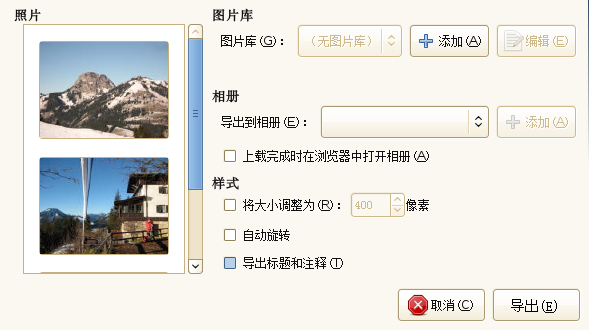 照片
图片库
图片库(G)：
（无图片库）
添加(A)
编辑(E)
相册
导出到相册(E)：
添加(A)
上载完成时在浏览器中打开相册(A)
样式
将大小调整为(R)：
400
像素
自动旋转
导出标题和注释(T)
取消(C)
导出(E)